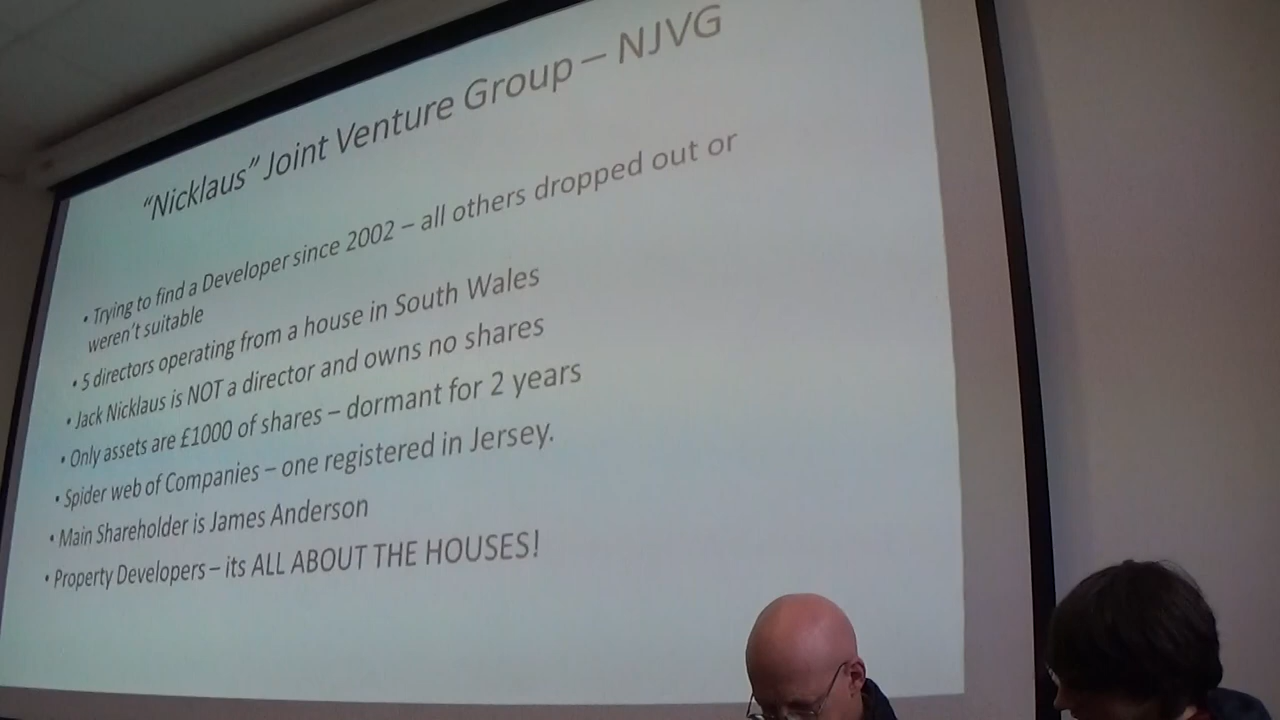 “Nicklaus” Joint Venture Group – NJVG
• Trying to find a Developer since 2002 – all others dropped out or
weren’t suitable
• 5 directors operating from a house in South Wales
• Jack Nicklaus is NOT a director and owns no shares
• Only assets are £1000 of shares – dormant for 2 years
• Spider web of Companies – one registered in Jersey.
• Main Shareholder is James Anderson
• Property Developers – its ALL ABOUT THE HOUSES!